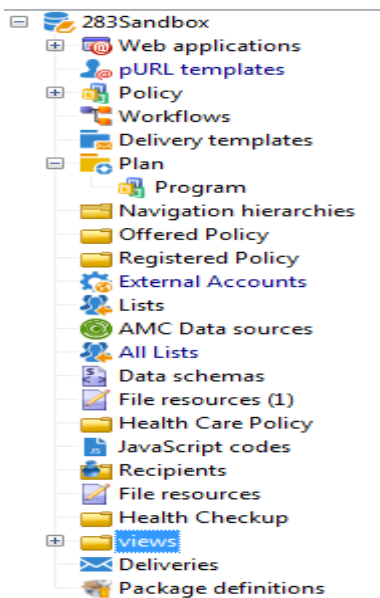 283Sandbox
Web applications
pURL templates
Policy
Workflows
Delivery templates
Plan
Program
Navigation hierarchies
Offered Policy
Registered Policy
External Accounts
Lists
AMC Data sources
All Lists
Data schemas
File resources (1)
Health Care Policy
JavaScript codes
Recipients
File resources
Health Checkup
views
Deliveries
Package definitions